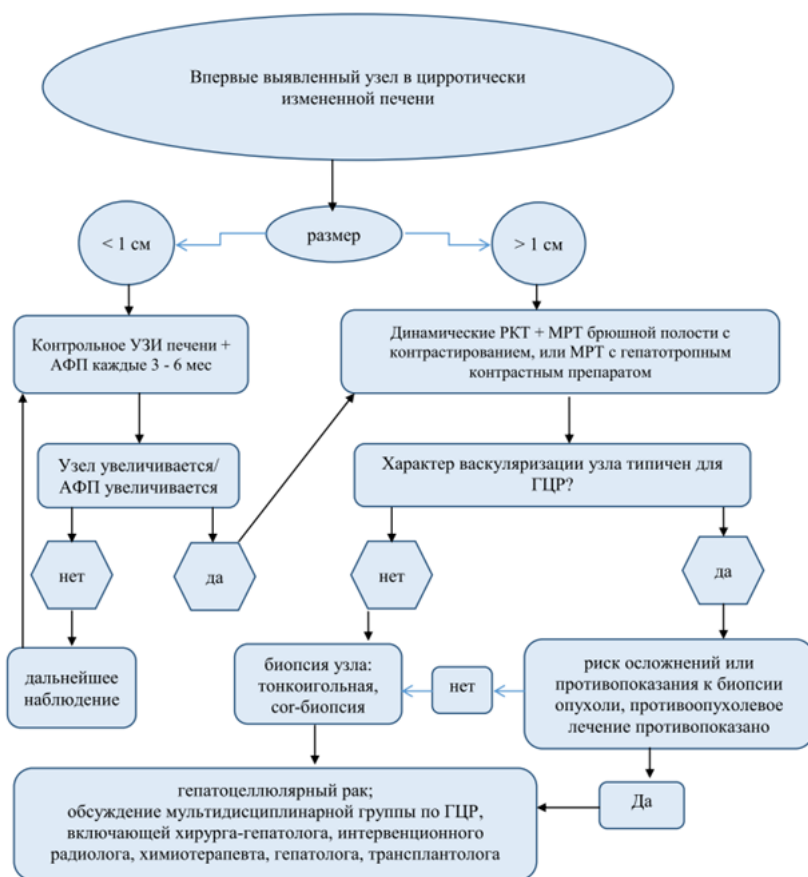 Впервые выявленный узел в цирротически
измененной печени
< 1 см
размер
> 1 см
Контрольное УЗИ печени +
АФП каждые 3 - 6 мес
Динамические РКТ + МРТ брюшной полости с
контрастированием, или МРТ с гепатотропным
контрастным препаратом
Узел увеличивается/
АФП увеличивается
Характер васкуляризации узла типичен для
ГЦР?
нет
да
нет
да
дальнейшее
наблюдение
биопсия узла:
тонкоигольная,
cor-биопсия
нет
риск осложнений или
противопоказания к биопсии
опухоли, противоопухолевое
лечение противопоказано
гепатоцеллюлярный рак;
обсуждение мультидисциплинарной группы по ГЦР,
включающей хирурга-гепатолога, интервенционного
радиолога, химиотерапевта, гепатолога, трансплантолога
Да